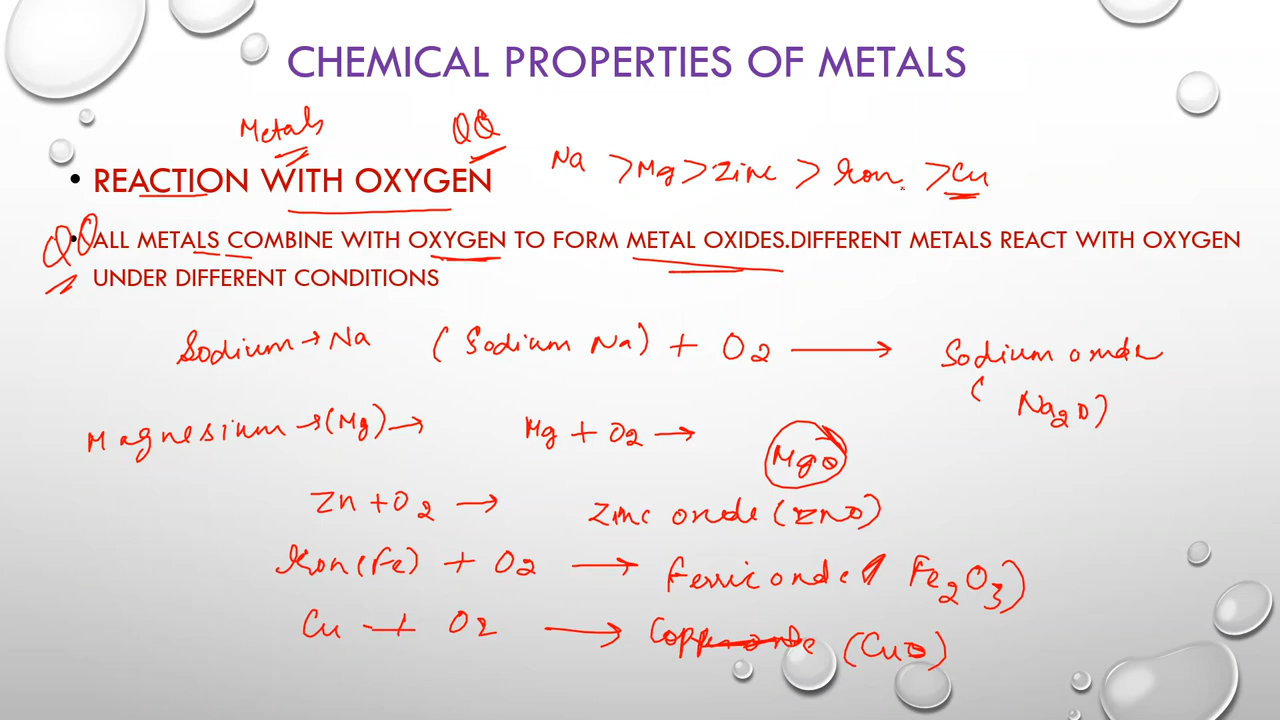 CHEMICAL PROPERTIES OF METALS
Metals
• REACTION WITH OXYGEN
Na > Mg > Zinc > Iron > Cu
• ALL METALS COMBINE WITH OXYGEN TO FORM METAL OXIDES.DIFFERENT METALS REACT WITH OXYGEN
UNDER DIFFERENT CONDITIONS
Sodium → Na (Sodium Na) + O2 → Sodium oxide
(Na2O)
Magnesium → (Mg) → Mg + O2 → MgO
Zn + O2 → Zinc oxide (ZnO)
Iron (Fe) + O2 → Ferric oxide (Fe2O3)
Cu + O2 → (CuO)